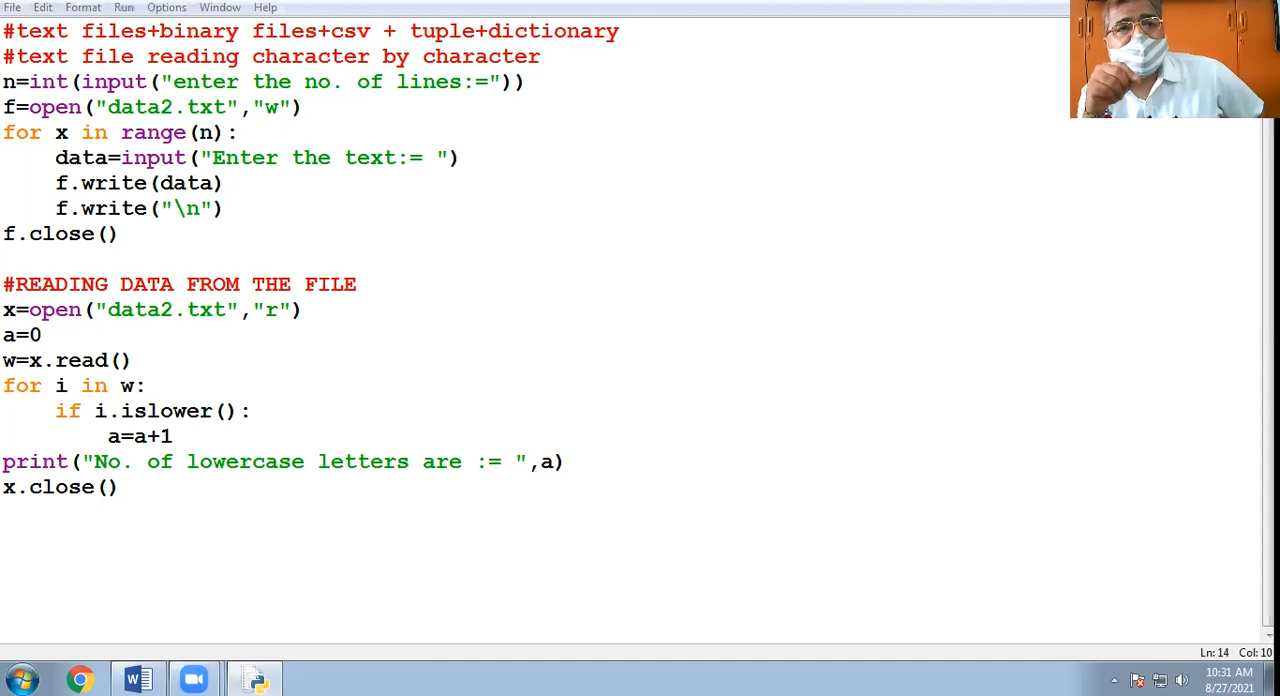 File Edit Format Run Options Window Help
#text files+binary files+csv + tuple+dictionary
#text file reading character by character
n=int(input("enter the no. of lines:="))
f=open("data2.txt","w")
for x in range(n):
    data=input("Enter the text:= ")
    f.write(data)
    f.write("\n")
f.close()

#READING DATA FROM THE FILE
x=open("data2.txt","r")
a=0
w=x.read()
for i in w:
    if i.islower():
        a=a+1
print("No. of lowercase letters are := ",a)
x.close()
Ln: 14 Col: 10
W
10:31 AM
8/27/2021